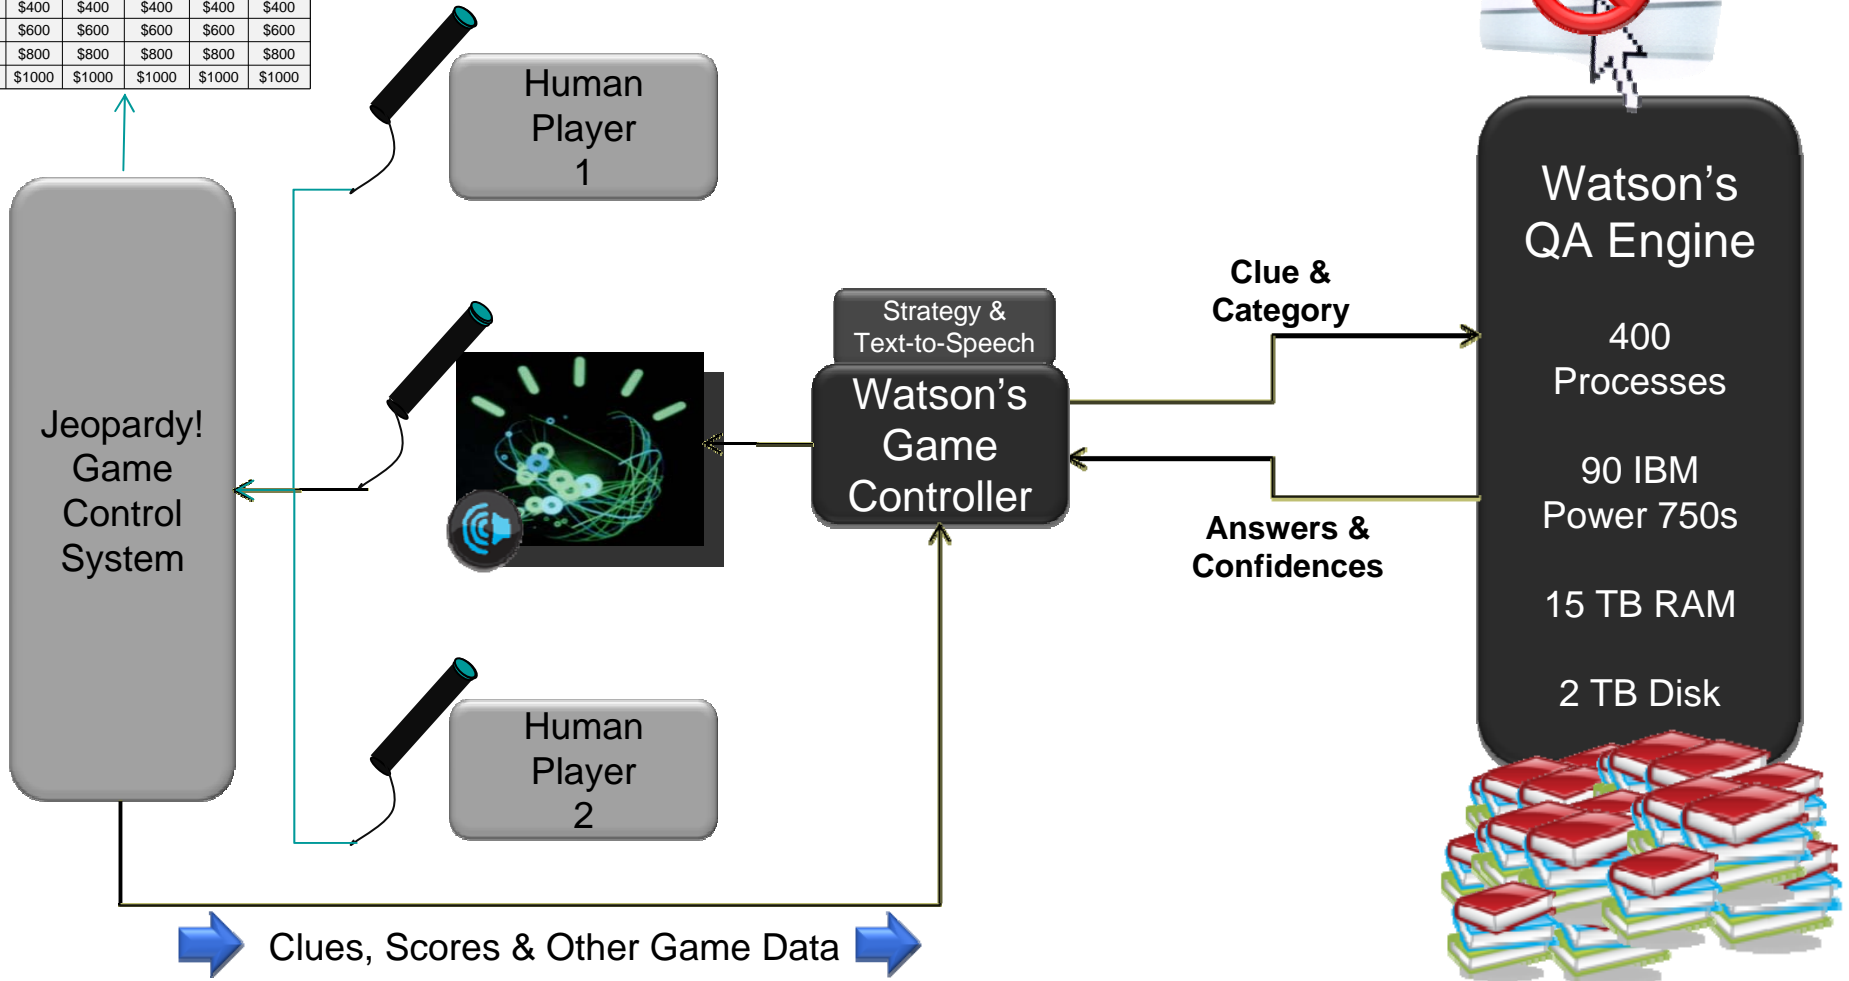 $400 $400 $400 $400 $400
$600 $600 $600 $600 $600
$800 $800 $800 $800 $800
$1000 $1000 $1000 $1000 $1000
Human
Player
1
Jeopardy!
Game
Control
System
Strategy &
Text-to-Speech
Watson’s
Game
Controller
Clue &
Category
Answers &
Confidences
Watson’s
QA Engine
400
Processes
90 IBM
Power 750s
15 TB RAM
2 TB Disk
Human
Player
2
Clues, Scores & Other Game Data